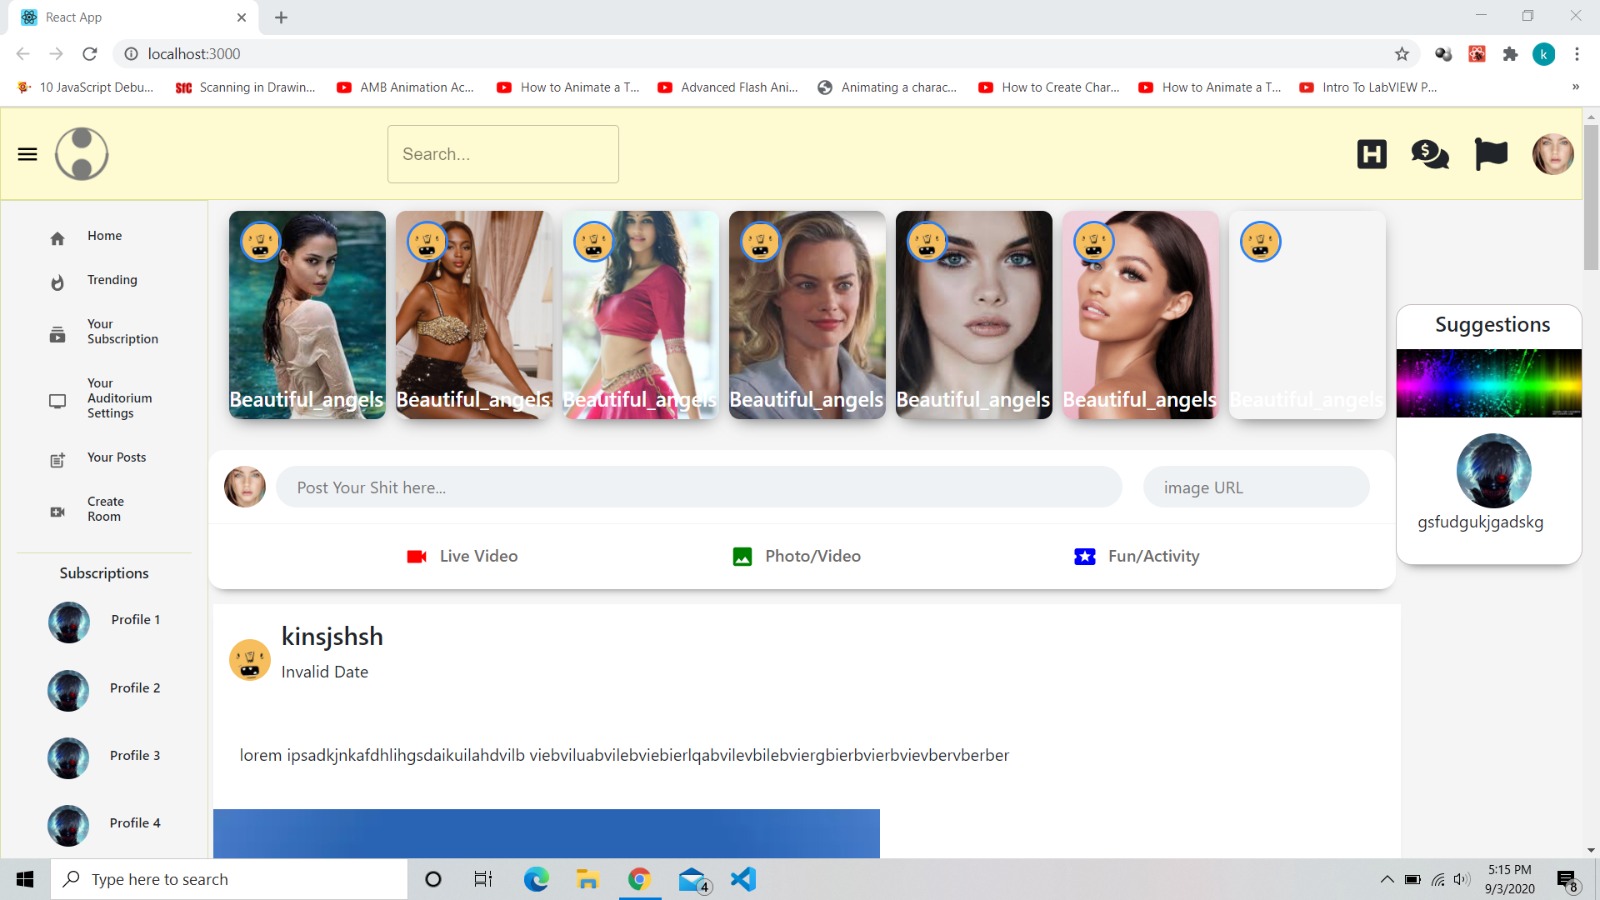 React App
localhost:3000
10 JavaScript Debu...
SfC Scanning in Drawin...
AMB Animation Ac...
How to Animate a T...
Advanced Flash Ani...
Animating a charac...
How to Create Char...
How to Animate a T...
Intro To LabVIEW P...
»
k
Search...
H
$
Home
Trending
Your
Subscription
Your
Auditorium
Settings
Your Posts
Create
Room
Subscriptions
Profile 1
Profile 2
Profile 3
Profile 4
Beautiful_angels
Beautiful_angels
Beautiful_angels
Beautiful_angels
Beautiful_angels
Beautiful_angels
Beautiful_angels
Post Your Shit here...
image URL
Live Video
Photo/Video
Fun/Activity
kinsjshsh
Invalid Date
lorem ipsadkjnkafdhlihgsdaikuilahdvilb viebviluabvilebviebierlqabvilevbilebviergbierbvierbvievbervberber
Suggestions
gsfudgukjgadskg
Type here to search
4
5:15 PM
9/3/2020
8